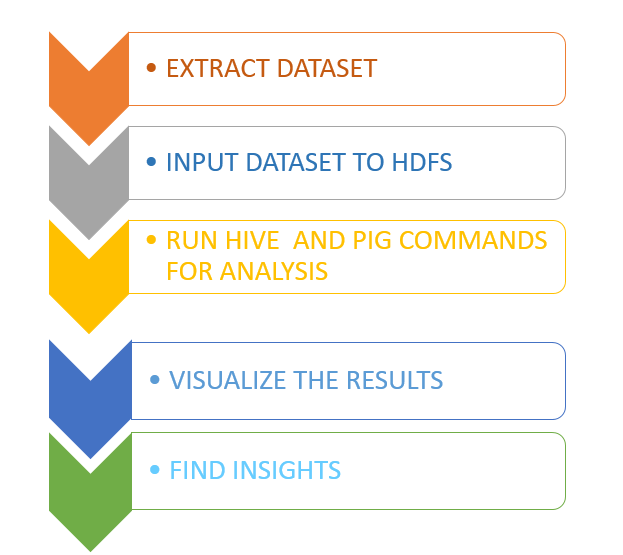 • EXTRACT DATASET
• INPUT DATASET TO HDFS
• RUN HIVE  AND PIG COMMANDS
FOR ANALYSIS
• VISUALIZE THE RESULTS
• FIND INSIGHTS